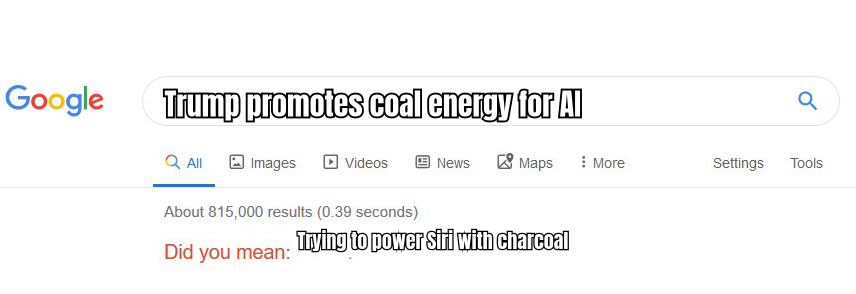 Google
Trump promotes coal energy for AI
All Images Videos News Maps More Settings Tools
About 815,000 results (0.39 seconds)
Did you mean: Trying to power Siri with charcoal